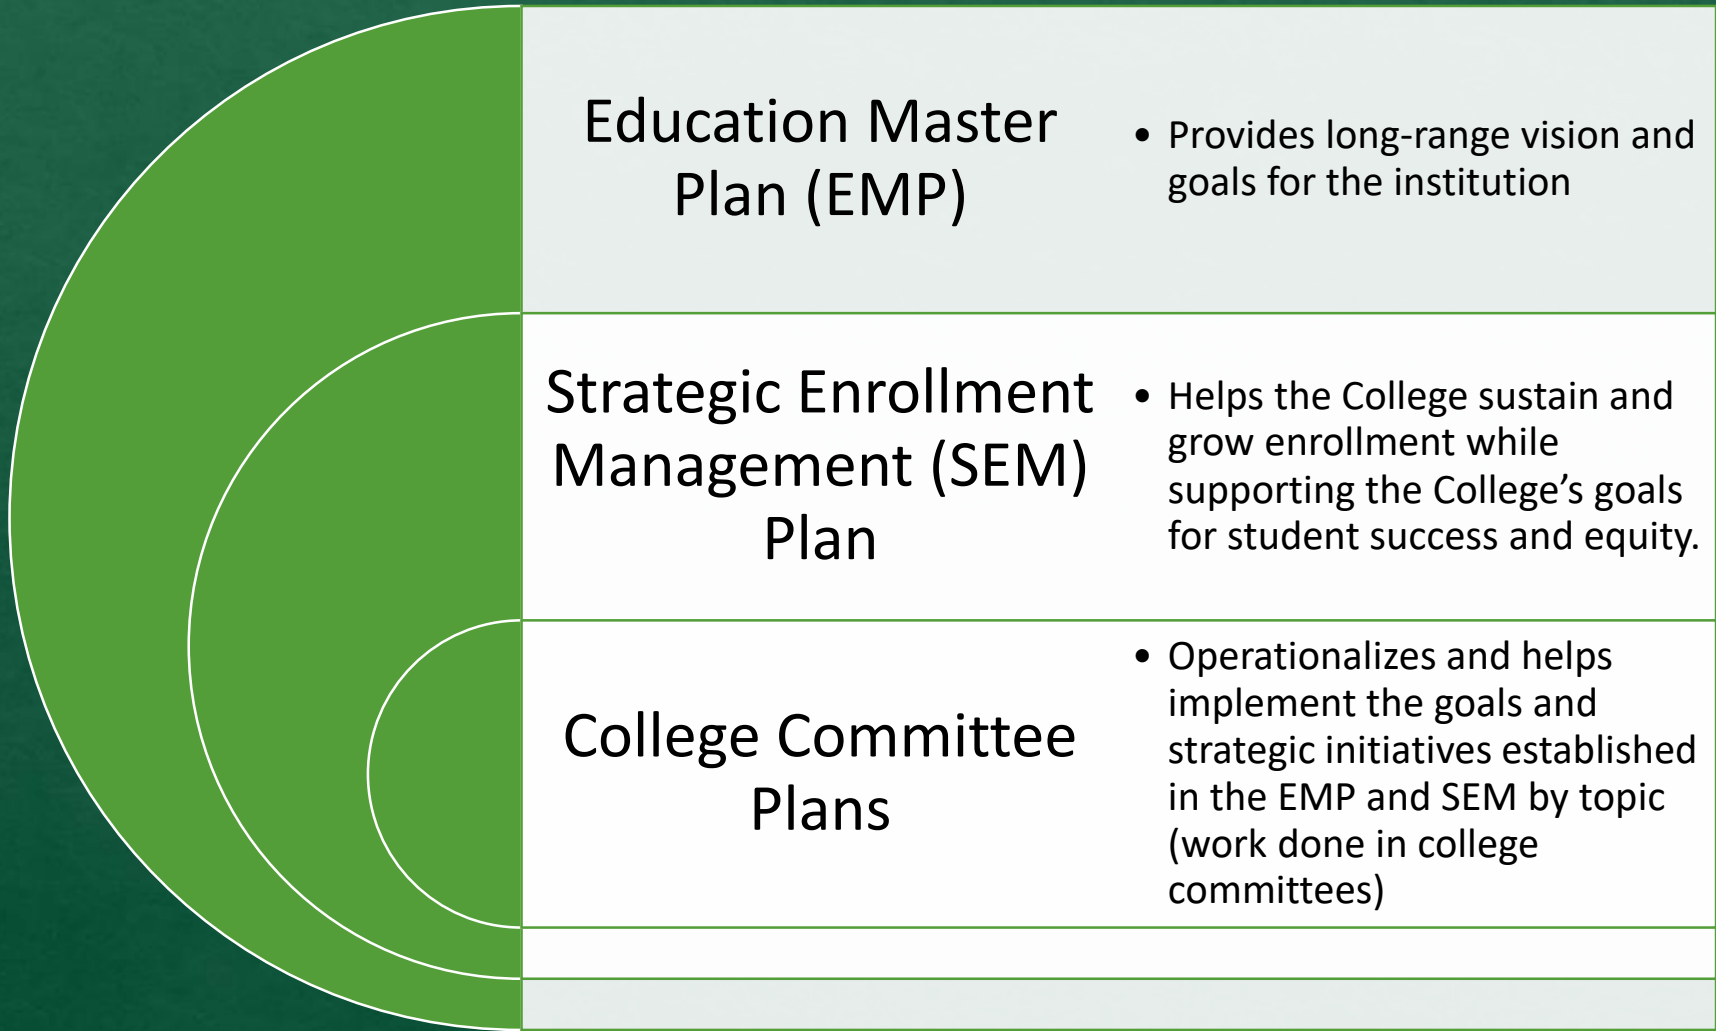 Education Master
Plan (EMP)
• Provides long-range vision and
goals for the institution
Strategic Enrollment
Management (SEM)
Plan
• Helps the College sustain and
grow enrollment while
supporting the College’s goals
for student success and equity.
College Committee
Plans
• Operationalizes and helps
implement the goals and
strategic initiatives established
in the EMP and SEM by topic
(work done in college
committees)